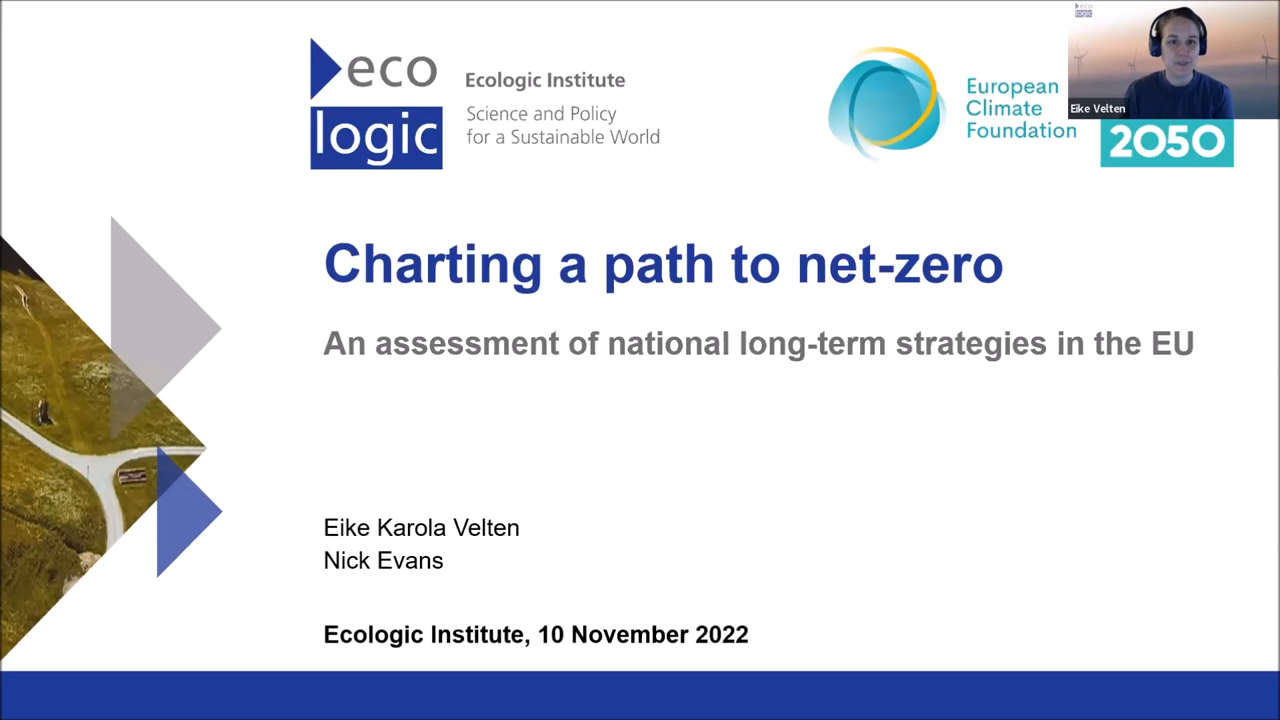 eco
logic
Ecologic Institute
Science and Policy
for a Sustainable World
European
Climate
Foundation
2050
Eike Velten
Charting a path to net-zero
An assessment of national long-term strategies in the EU
Eike Karola Velten
Nick Evans
Ecologic Institute, 10 November 2022